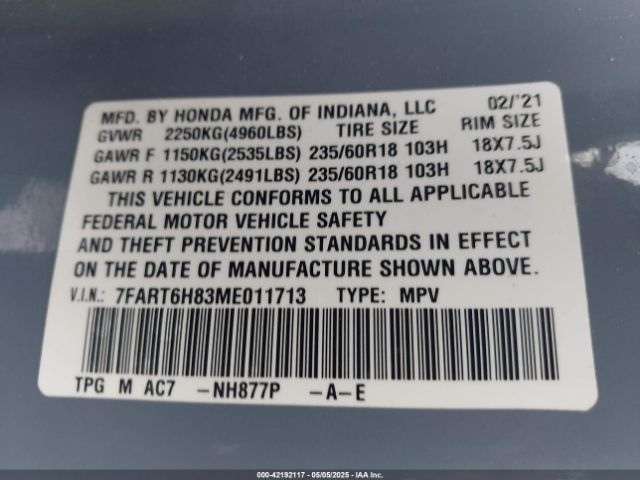 MFD. BY HONDA MFG. OF INDIANA, LLC 02/'21
GVWR 2250KG(4960LBS) TIRE SIZE RIM SIZE
GAWR F 1150KG(2535LBS) 235/60R18 103H 18X7.5J
GAWR R 1130KG(2491LBS) 235/60R18 103H 18X7.5J
THIS VEHICLE CONFORMS TO ALL APPLICABLE
FEDERAL MOTOR VEHICLE SAFETY
AND THEFT PREVENTION STANDARDS IN EFFECT
ON THE DATE OF MANUFACTURE SHOWN ABOVE.
V.I.N.: 7FART6H83ME011713 TYPE: MPV
TPG M AC7 -NH877P -A-E
000-42192117 - 05/05/2025 - IAA Inc.